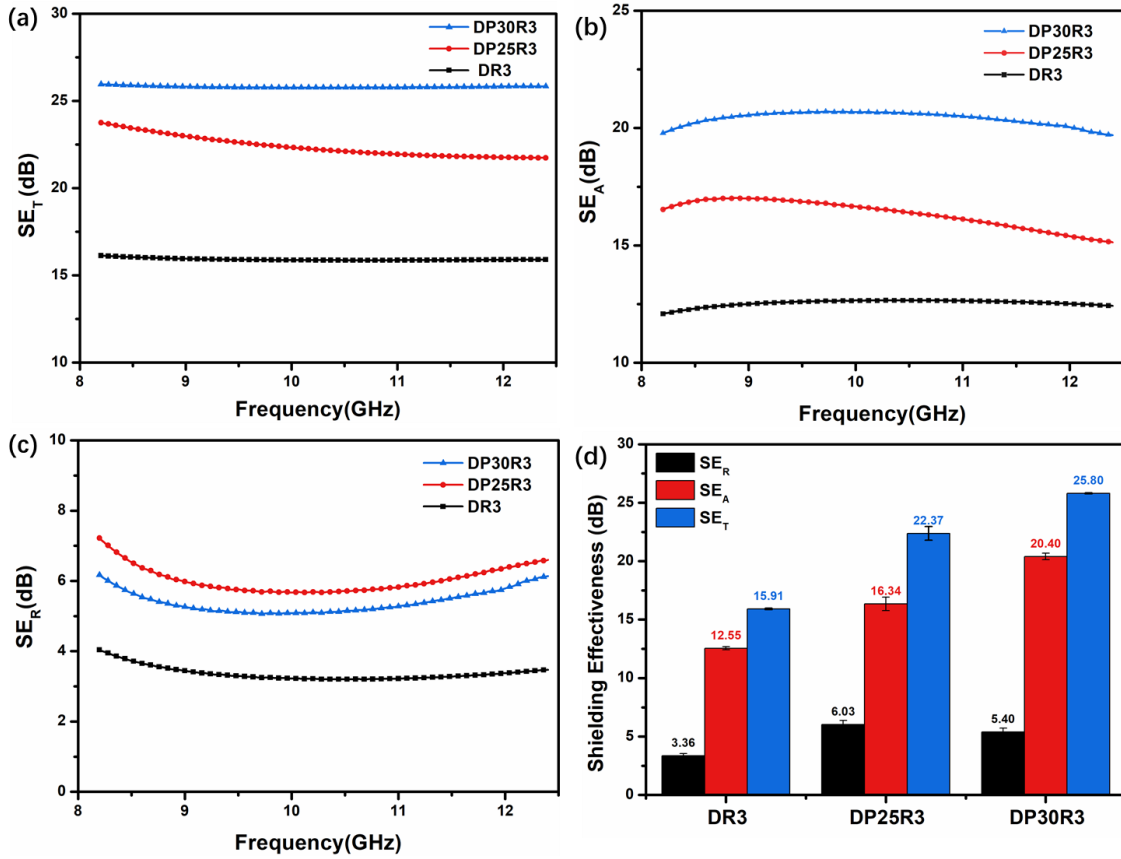 (a)
30
25
20
15
10
SE_T (dB)
DP30R3
DP25R3
DR3
8
9
10
11
12
Frequency(GHz)
(b)
25
20
15
10
SE_A (dB)
DP30R3
DP25R3
DR3
8
9
10
11
12
Frequency(GHz)
(c)
10
8
6
4
2
0
SE_R(dB)
DP30R3
DP25R3
DR3
8
9
10
11
12
Frequency(GHz)
(d)
30
25
20
15
10
5
0
Shielding Effectiveness (dB)
SE_R
SE_A
SE_T
3.36
12.55
15.91
6.03
16.34
22.37
5.40
20.40
25.80
DR3
DP25R3
DP30R3